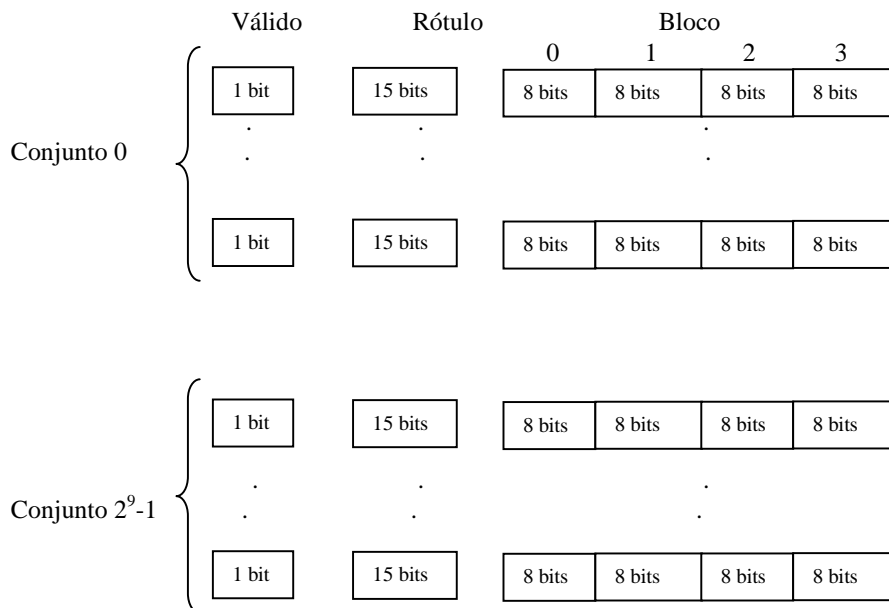 Válido Rótulo Bloco
0 1 2 3
1 bit 15 bits 8 bits 8 bits 8 bits 8 bits
Conjunto 0
1 bit 15 bits 8 bits 8 bits 8 bits 8 bits
1 bit 15 bits 8 bits 8 bits 8 bits 8 bits
Conjunto 2⁹-1
1 bit 15 bits 8 bits 8 bits 8 bits 8 bits